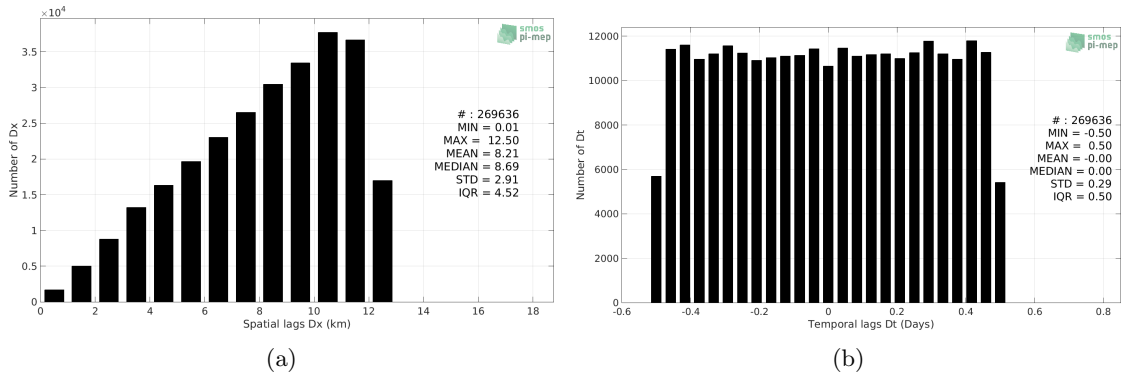 ×10⁴
3.5
3
2.5
2
1.5
1
0.5
0
Number of Dx
0 2 4 6 8 10 12 14 16 18
Spatial lags Dx (km)
smos
pi-mep
# : 269636
MIN = 0.01
MAX = 12.50
MEAN = 8.21
MEDIAN = 8.69
STD = 2.91
IQR = 4.52
(a)
12000
10000
8000
6000
4000
2000
0
Number of Dt
-0.6 -0.4 -0.2 0 0.2 0.4 0.6 0.8
Temporal lags Dt (Days)
smos
pi-mep
# : 269636
MIN = -0.50
MAX = 0.50
MEAN = -0.00
MEDIAN = 0.00
STD = 0.29
IQR = 0.50
(b)